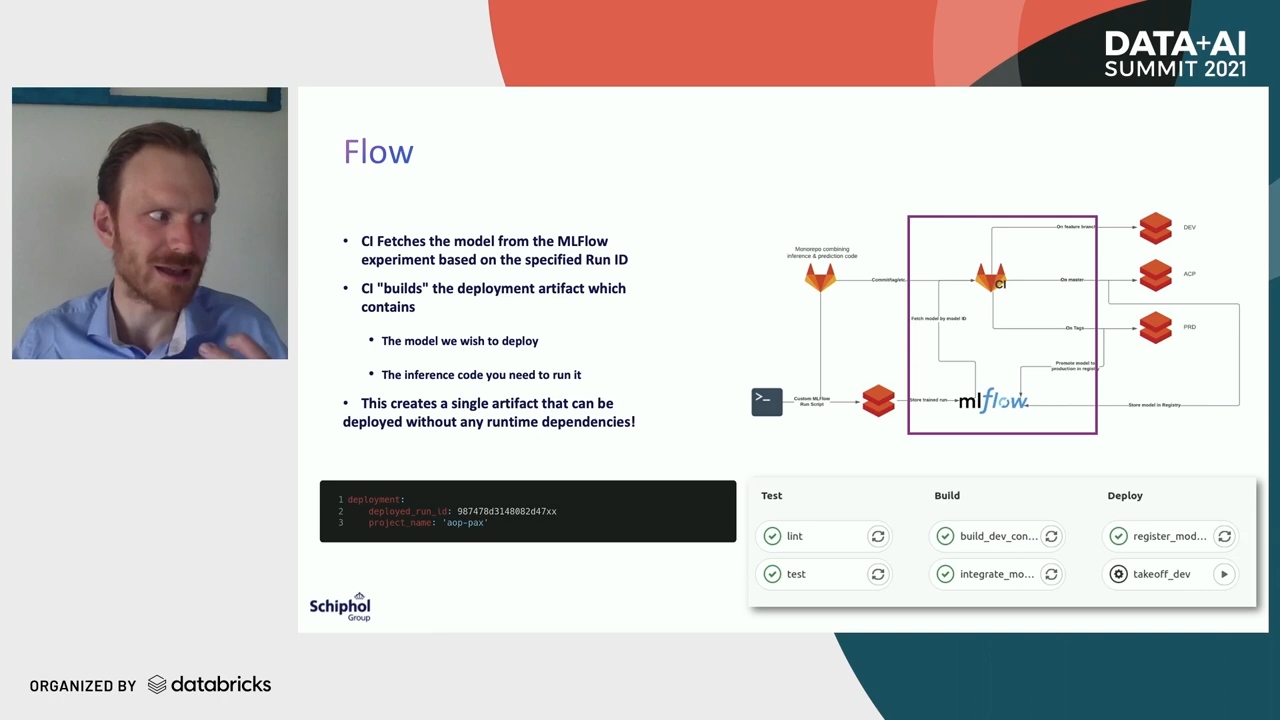 DATA+AI
SUMMIT 2021
Flow
• CI Fetches the model from the MLFlow
experiment based on the specified Run ID
• CI "builds" the deployment artifact which
contains
• The model we wish to deploy
• The inference code you need to run it
• This creates a single artifact that can be
deployed without any runtime dependencies!
Monorepo combining
inference & prediction code
On feature branch
DEV
CI
On master
ACP
Fetch model by model ID
On Tags
PRD
Promote model to
production in registry
>_
Custom MLFlow
Run Script
Store trained run
mlflow
Store model in Registry
1 deployment:
2 deployed_run_id: 987478d3148082d47xx
3 project_name: 'aop-pax'
Test
Build
Deploy
lint
build_dev_con...
register_mod...
test
integrate_mo...
takeoff_dev
Schiphol
Group
ORGANIZED BY databricks